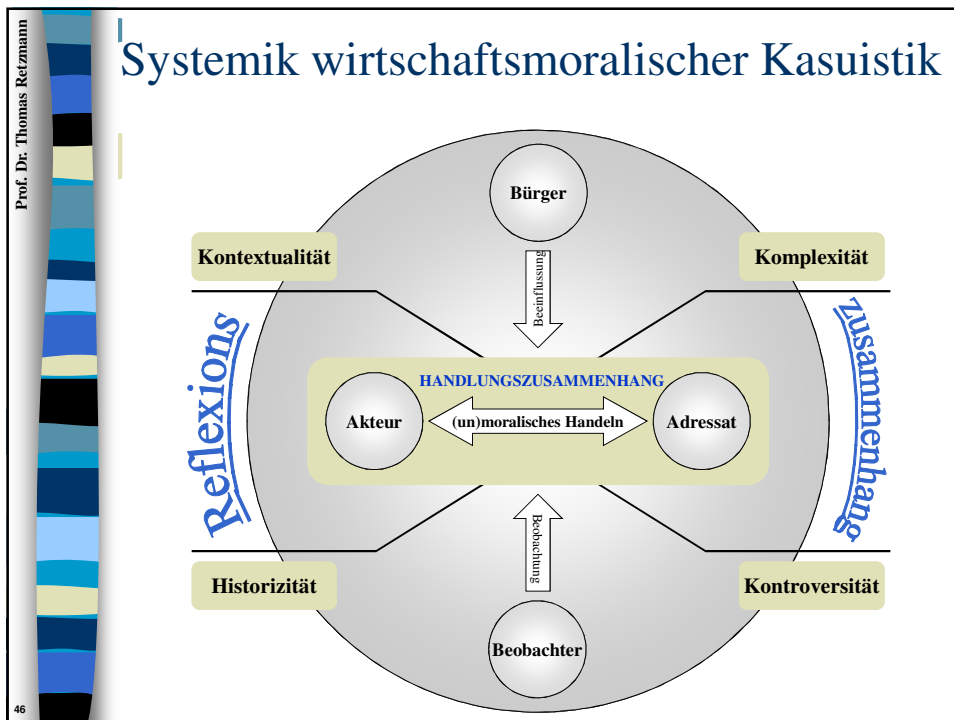 Prof. Dr. Thomas Retzmann
Systemik wirtschaftsmoralischer Kasuistik
Bürger
Kontextualität
Komplexität
Beeinflussung
Reflexions
zusammenhang
HANDLUNGSZUSAMMENHANG
Akteur
(un)moralisches Handeln
Adressat
Beobachtung
Historizität
Kontroversität
Beobachter
46